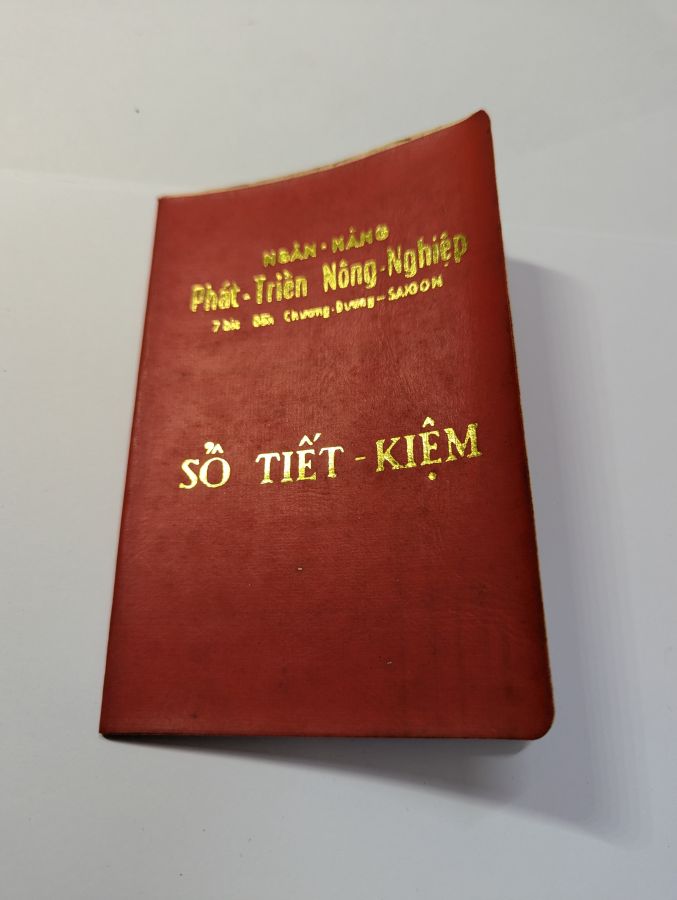 NGÂN-HÀNG
Phát-Triển Nông-Nghiệp
7 bis Bến Chương-Dương — SAIGON
SỔ TIẾT-KIỆM